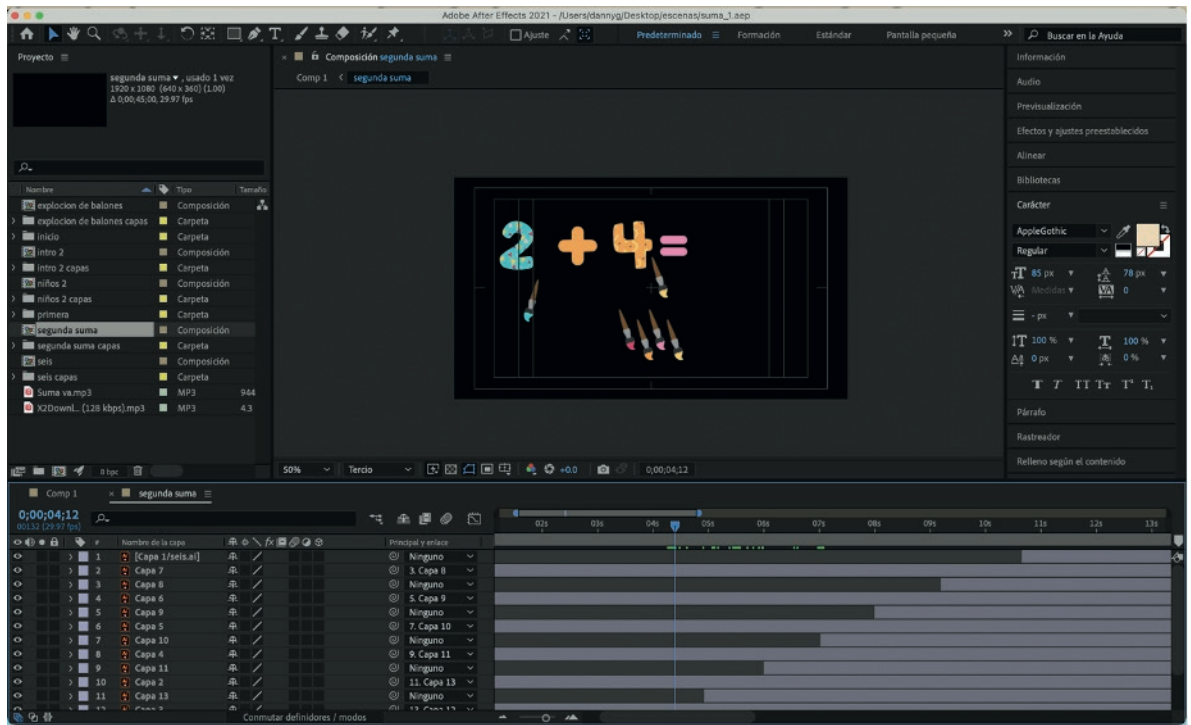 Adobe After Effects 2021 - /Users/dannyg/Desktop/escenas/suma_1.aep
Ajuste
Predeterminado
Formación
Estándar
Pantalla pequeña
Buscar en la Ayuda
Proyecto
segunda suma , usado 1 vez
1920 x 1080 (640 x 360) (1.00)
Δ 0;00;45;00, 29.97 fps
Nombre Tipo Tamaño
explocion de balones Composición
explocion de balones capas Carpeta
inicio Carpeta
intro 2 Composición
intro 2 capas Carpeta
niños 2 Composición
niños 2 capas Carpeta
primera Carpeta
segunda suma Composición
segunda suma capas Carpeta
seis Composición
seis capas Carpeta
Suma va.mp3 MP3 944
X2Downl... (128 kbps).mp3 MP3 4.3
8 bpc
Composición segunda suma
Comp 1 < segunda suma
2 + 4 =
50% Tercio +0.0 0;00;04;12
Información
Audio
Previsualización
Efectos y ajustes preestablecidos
Alinear
Bibliotecas
Carácter
AppleGothic
Regular
85 px 78 px
Medidas 0
- px
100 % 100 %
0 px 0 %
Párrafo
Rastreador
Relleno según el contenido
Comp 1
segunda suma
0;00;04;12
00132 (29.97 fps)
02s 03s 04s 05s 06s 07s 08s 09s 10s 11s 12s 13s
# Nombre de la capa Principal y enlace
1 [Capa 1/seis.ai] Ninguno
2 Capa 7 3. Capa 8
3 Capa 8 Ninguno
4 Capa 6 5. Capa 9
5 Capa 9 Ninguno
6 Capa 5 7. Capa 10
7 Capa 10 Ninguno
8 Capa 4 9. Capa 11
9 Capa 11 Ninguno
10 Capa 2 11. Capa 13
11 Capa 13 Ninguno
12 Capa 3 13. Capa 12
Conmutar definidores / modos